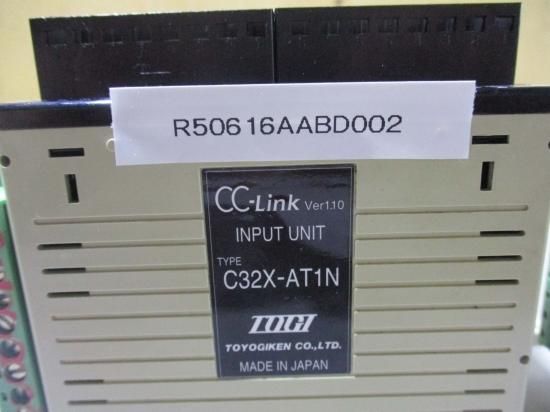 R50616AABD002
CC-Link Ver1.10
INPUT UNIT
TYPE
C32X-AT1N
TOGI
TOYOGIKEN CO.,LTD.
MADE IN JAPAN